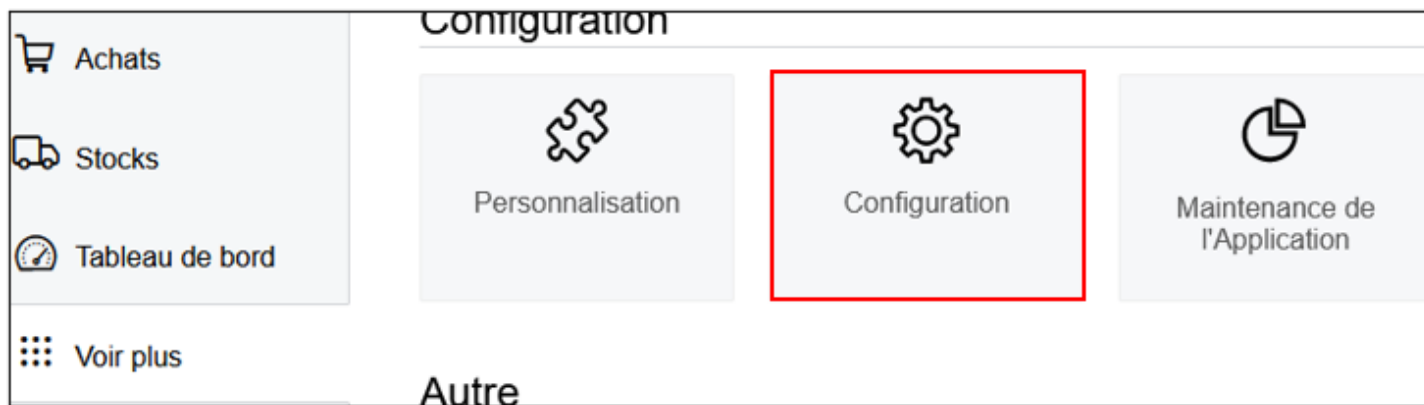 Achats
Stocks
Tableau de bord
Voir plus
Configuration
Personnalisation
Configuration
Maintenance de
l'Application
Autre